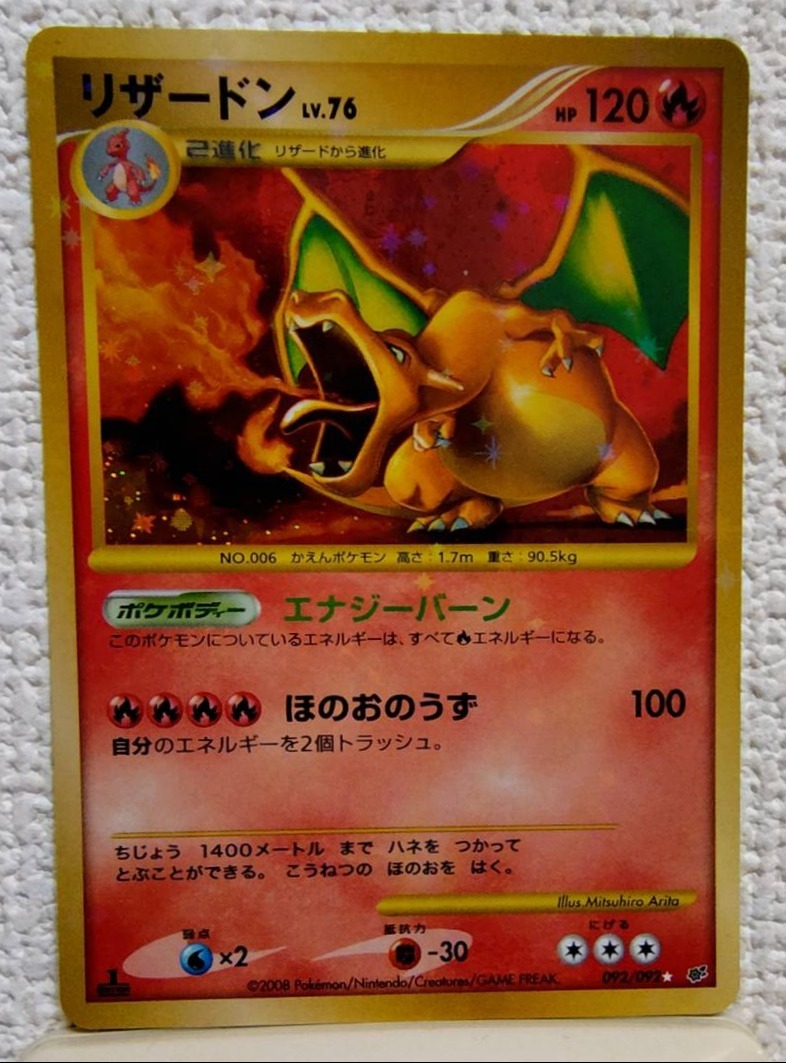 リザードン LV.76 HP 120
2進化 リザードから進化
NO.006 かえんポケモン 高さ:1.7m 重さ:90.5kg
ポケボディー エナジーバーン
このポケモンについているエネルギーは、すべてエネルギーになる。
ほのおのうず 100
自分のエネルギーを2個トラッシュ。
ちじょう 1400メートル まで ハネを つかって
とぶことができる。 こうねつの ほのおを はく。
Illus.Mitsuhiro Arita
弱点 抵抗力 にげる
×2 -30
1 092/092★
©2008 Pokémon/Nintendo/Creatures/GAME FREAK.